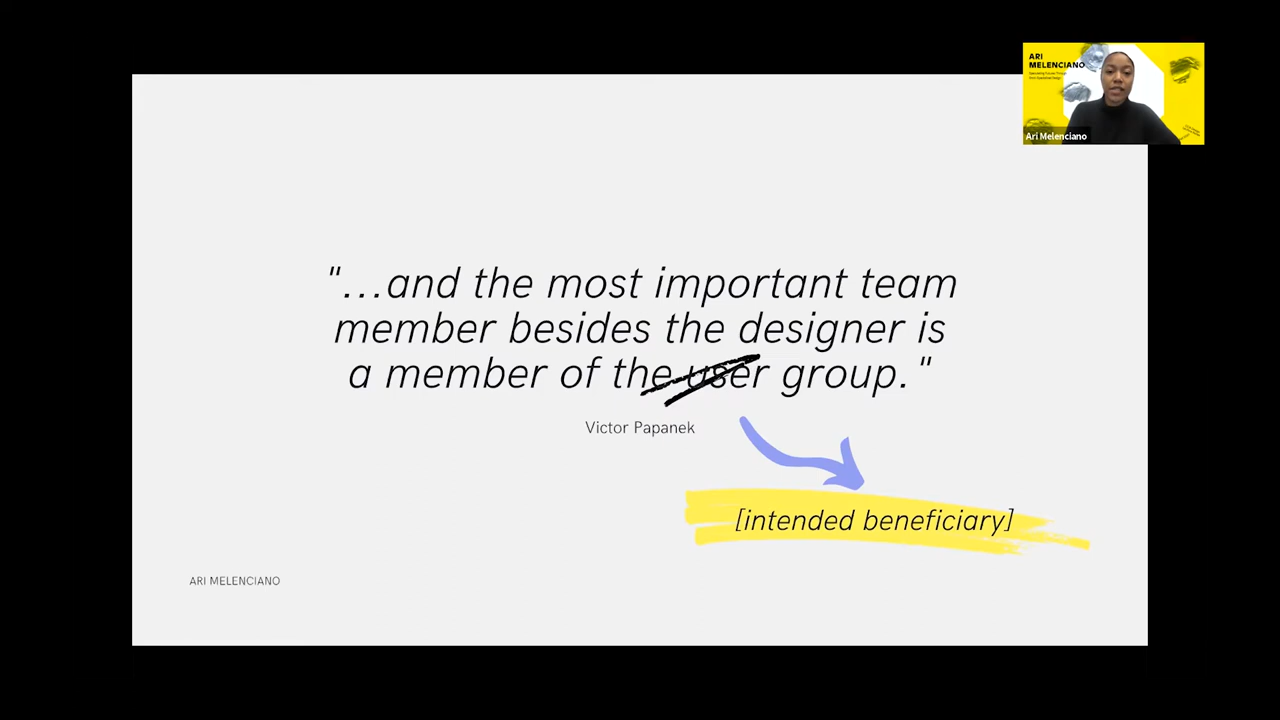 ARI
MELENCIANO
Ari Melenciano
"...and the most important team
member besides the designer is
a member of the user group."
Victor Papanek
[intended beneficiary]
ARI MELENCIANO